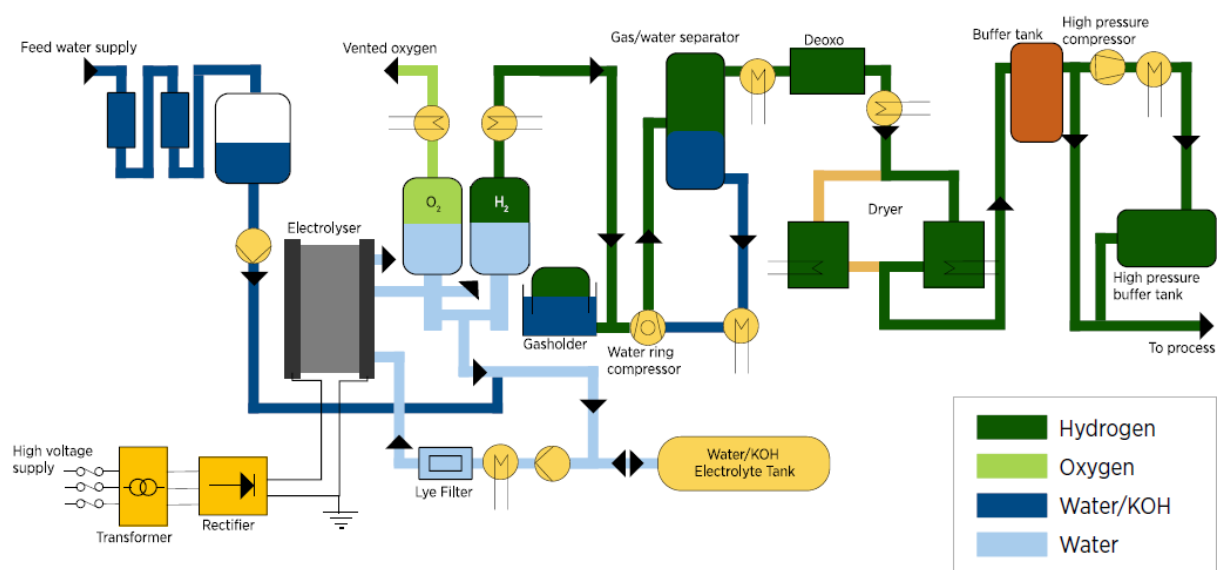 Feed water supply
Vented oxygen
Gas/water separator
Deoxo
Buffer tank
High pressure
compressor
O2
H2
Electrolyser
Dryer
Gasholder
Water ring
compressor
High pressure
buffer tank
To process
High voltage
supply
Transformer
Rectifier
Lye Filter
Water/KOH
Electrolyte Tank
Hydrogen
Oxygen
Water/KOH
Water